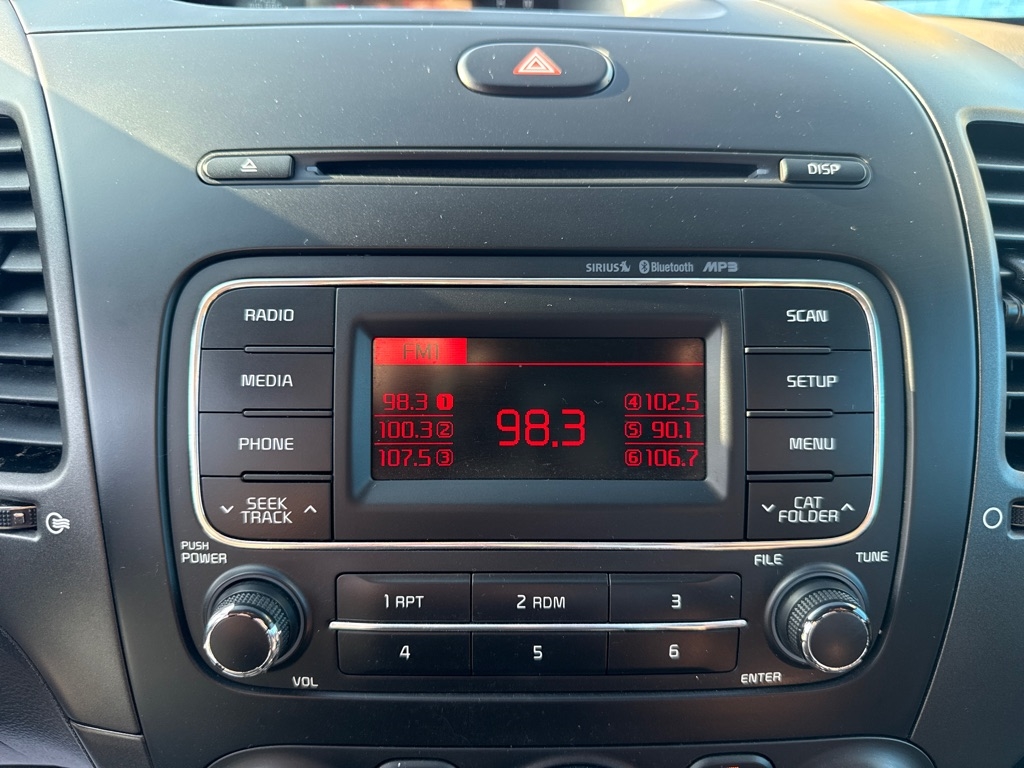 DISP
SIRIUS Bluetooth MP3
RADIO
MEDIA
PHONE
SEEK
TRACK
FM1
98.3 1
100.3 2
107.5 3
98.3
4 102.5
5 90.1
6 106.7
SCAN
SETUP
MENU
CAT
FOLDER
PUSH
POWER
VOL
1 RPT
2 RDM
3
4
5
6
FILE
TUNE
ENTER